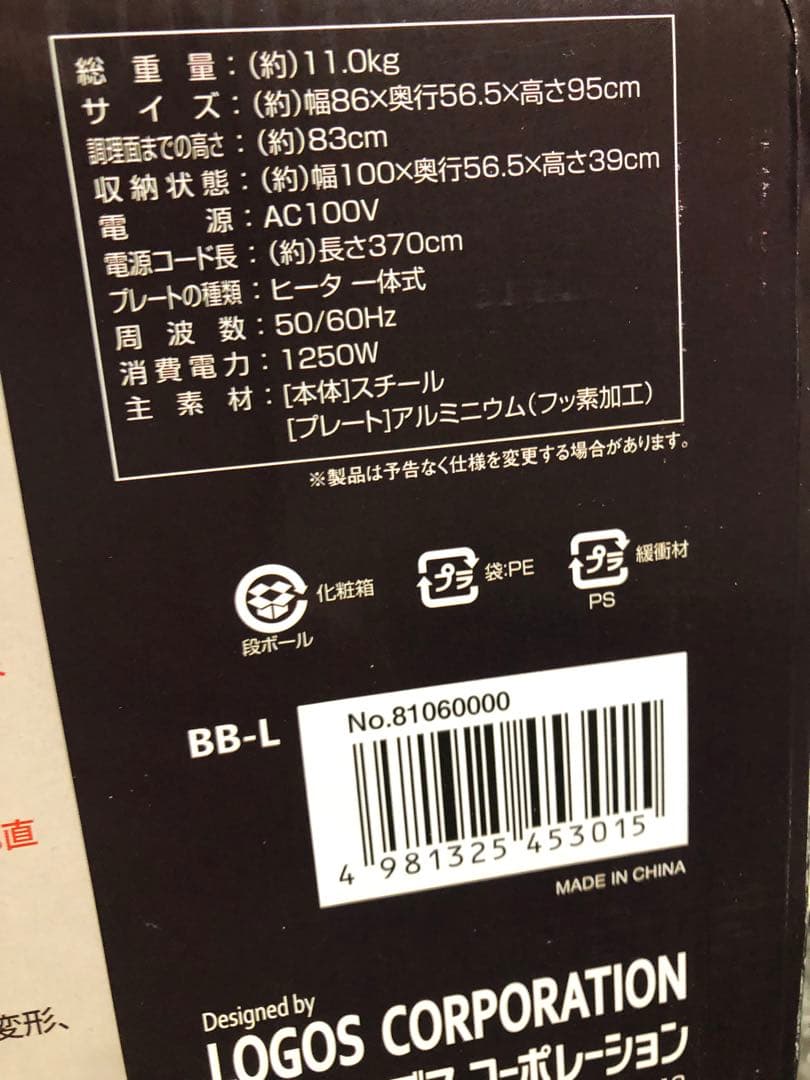 総重量：(約)11.0kg
サイズ：(約)幅86×奥行56.5×高さ95cm
調理面までの高さ：(約)83cm
収納状態：(約)幅100×奥行56.5×高さ39cm
電源：AC100V
電源コード長：(約)長さ370cm
プレートの種類：ヒータ一体式
周波数：50/60Hz
消費電力：1250W
主素材：[本体]スチール
[プレート]アルミニウム(フッ素加工)
※製品は予告なく仕様を変更する場合があります。
化粧箱
段ボール
プラ 袋:PE
プラ 緩衝材
PS
BB-L
No.81060000
4 981325 453015
MADE IN CHINA
直
変形、
Designed by
LOGOS CORPORATION
コーポレーション